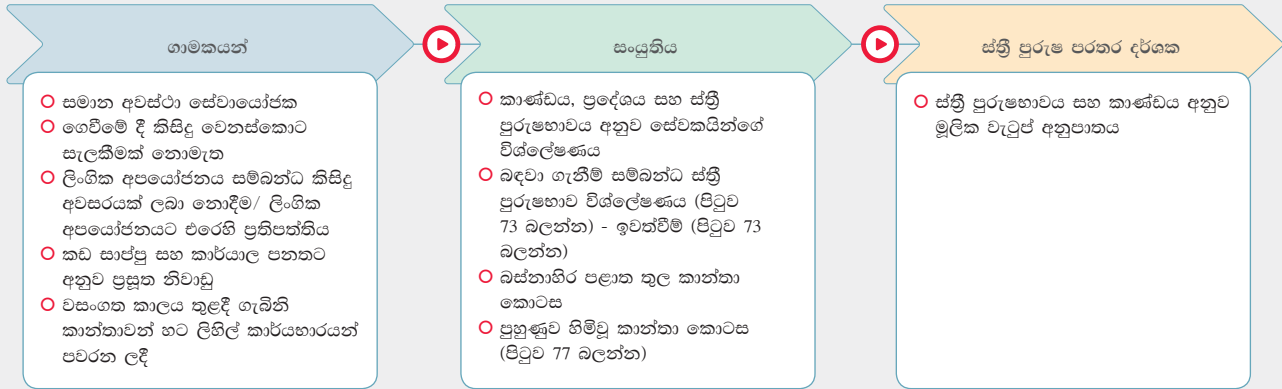 ගාමකයන්
සමාන අවස්ථා සේවායෝජක
ගෙවීමේ දී කිසිදු වෙනස්කොට
සැලකීමක් නොමැත
ලිංගික අපයෝජනය සම්බන්ධ කිසිදු
අවසරයක් ලබා නොදීම/ ලිංගික
අපයෝජනයට එරෙහි ප්‍රතිපත්තිය
කඩ සාප්පු සහ කාර්යාල පනතට
අනුව ප්‍රසූත නිවාඩු
වසංගත කාලය තුළදී ගැබිනි
කාන්තාවන් හට ලිහිල් කාර්යභාරයන්
පවරන ලදී
සංයුතිය
කාණ්ඩය, ප්‍රදේශය සහ ස්ත්‍රී
පුරුෂභාවය අනුව සේවකයින්ගේ
විශ්ලේෂණය
බඳවා ගැනීම් සම්බන්ධ ස්ත්‍රී
පුරුෂභාව විශ්ලේෂණය (පිටුව
73 බලන්න) - ඉවත්වීම් (පිටුව 73
බලන්න)
බස්නාහිර පළාත තුල කාන්තා
කොටස
පුහුණුව හිමිවූ කාන්තා කොටස
(පිටුව 77 බලන්න)
ස්ත්‍රී පුරුෂ පරතර දර්ශක
ස්ත්‍රී පුරුෂභාවය සහ කාණ්ඩය අනුව
මූලික වැටුප් අනුපාතය